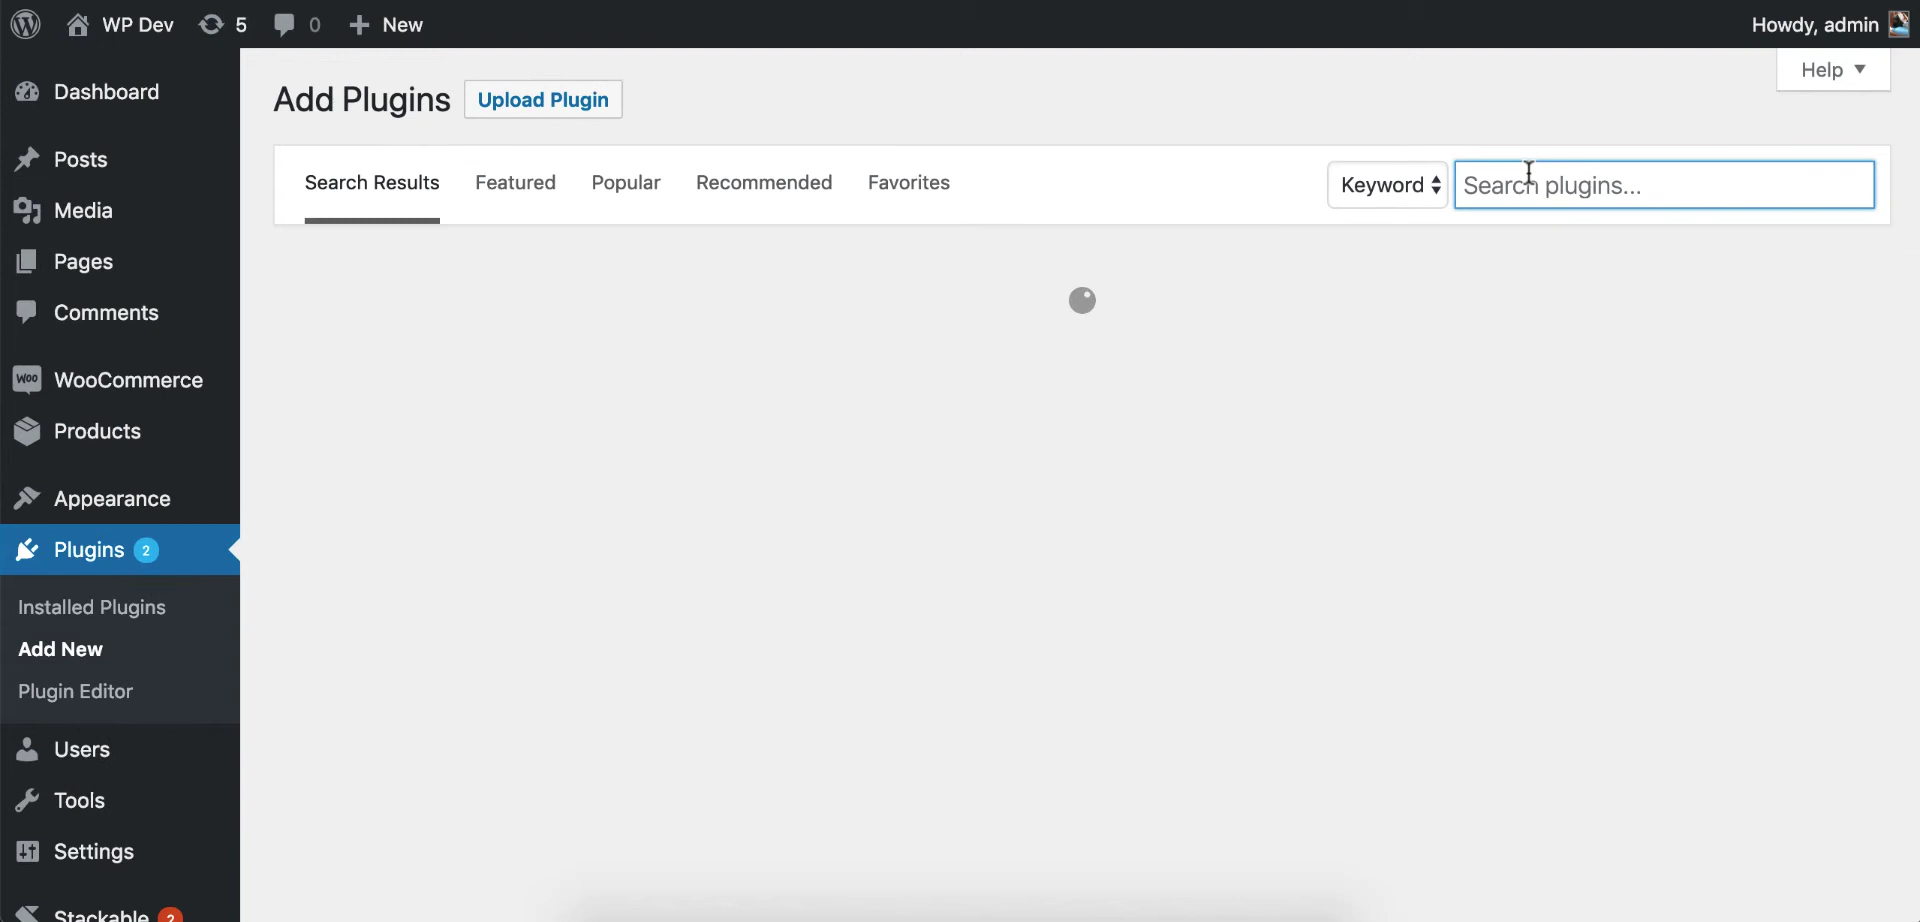 WP Dev 5 0 + New Howdy, admin
Help ▼
Add Plugins Upload Plugin
Search Results Featured Popular Recommended Favorites Keyword Search plugins...
Dashboard
Posts
Media
Pages
Comments
Woo WooCommerce
Products
Appearance
Plugins 2
Installed Plugins
Add New
Plugin Editor
Users
Tools
Settings
Stackable 2